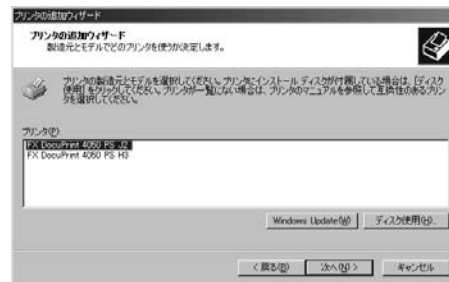 プリンタの追加ウィザード
プリンタの追加ウィザード
製造元とモデルでどのプリンタを使うか決定します。
プリンタの製造元とモデルを選択してください。プリンタにインストール ディスクが付属している場合は、[ディスク
使用] をクリックしてください。プリンタが一覧にない場合は、プリンタのマニュアルを参照して互換性のあるプリン
タを選択してください。
プリンタ(P):
FX DocuPrint 4060 PS J2
FX DocuPrint 4060 PS H3
Windows Update(W)
ディスク使用(H)...
< 戻る(B)
次へ(N) >
キャンセル